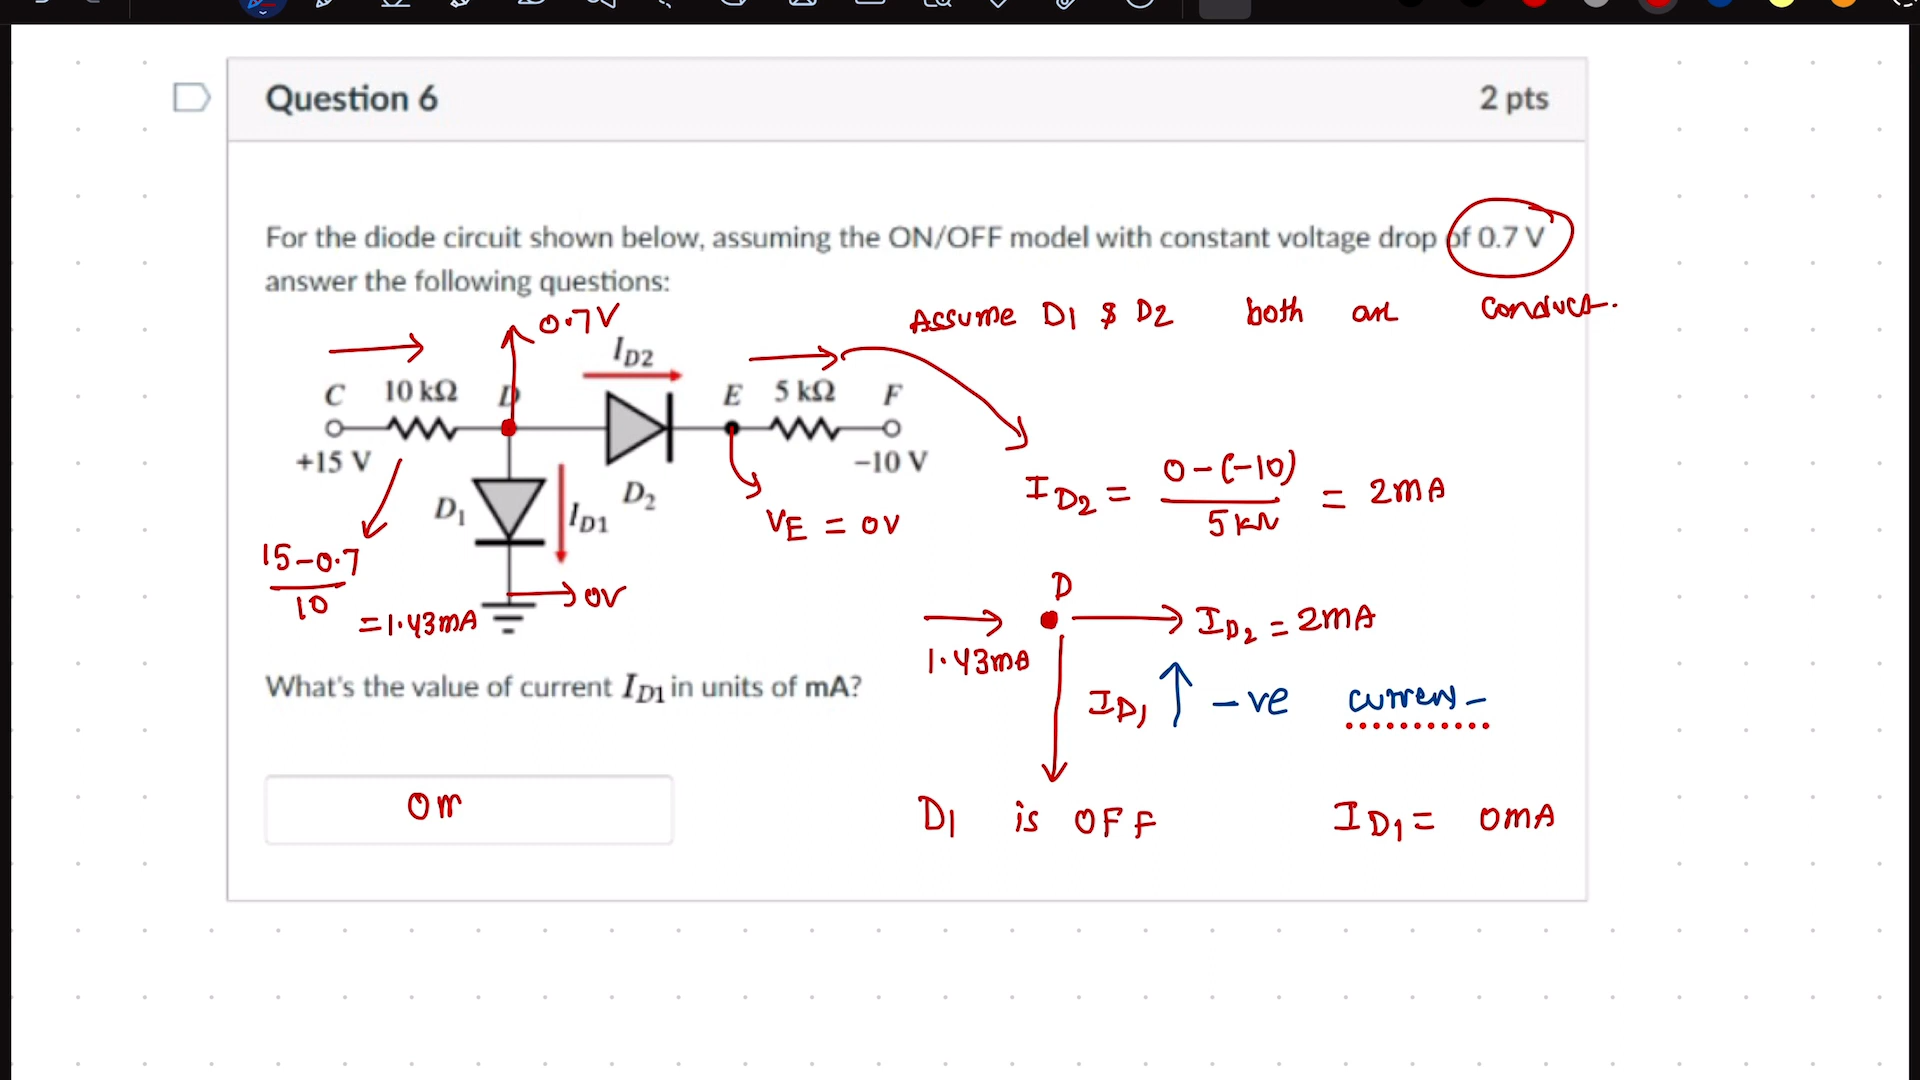 Question 6
2 pts
For the diode circuit shown below, assuming the ON/OFF model with constant voltage drop of 0.7 V
answer the following questions:
0.7V
Assume D1 & D2 both are conduct.
ID2
C 10 kΩ D E 5 kΩ F
+15 V
−10 V
D1
ID1
D2
VE = 0V
ID2 = 0-(-10) / 5kΩ = 2mA
15-0.7 / 10 = 1.43mA
0V
D
1.43mA
ID2 = 2mA
ID1
-ve current
What's the value of current ID1 in units of mA?
0m
D1 is OFF
ID1 = 0mA